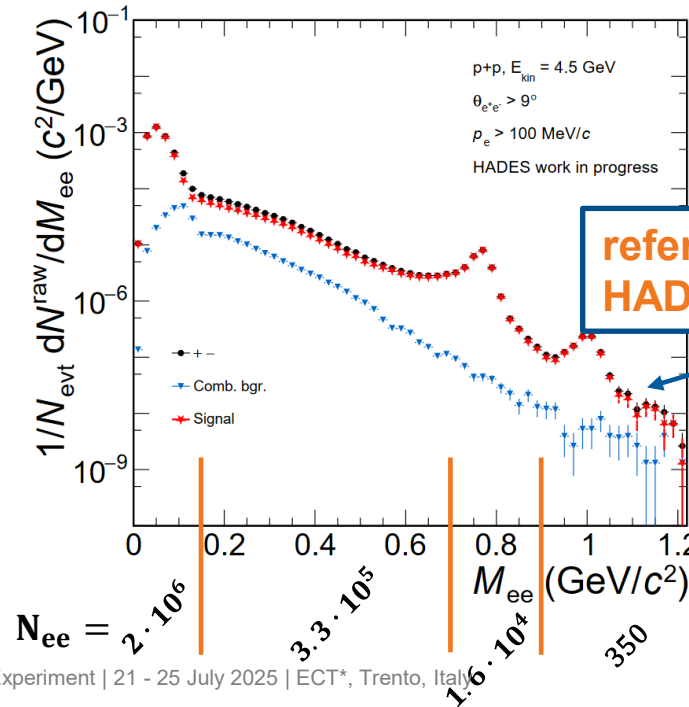 10⁻¹
10⁻³
10⁻⁶
10⁻⁹
1/N_evt dN^raw/dM_ee (c²/GeV)
p+p, E_kin = 4.5 GeV
θ_e⁺e⁻ > 9°
p_e > 100 MeV/c
HADES work in progress
refer
HAD
+ −
Comb. bgr.
Signal
0 0.2 0.4 0.6 0.8 1 1.2
M_ee (GeV/c²)
N_ee = 2 · 10⁶ 3.3 · 10⁵ 1.6 · 10⁴ 350
xperiment | 21 - 25 July 2025 | ECT*, Trento, Italy